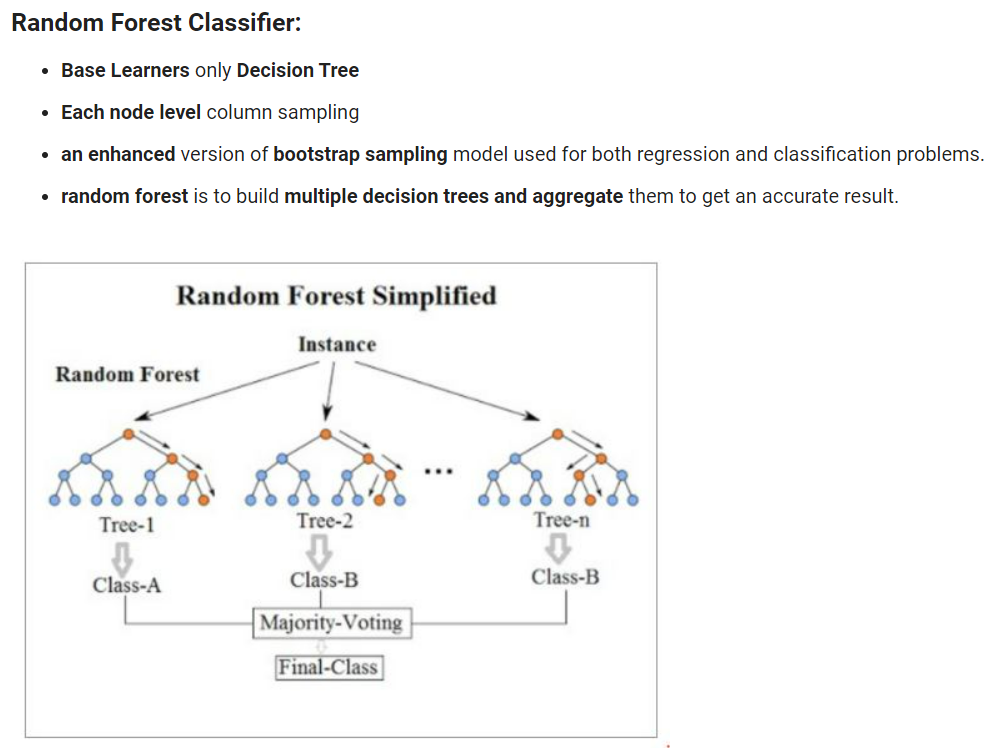 Random Forest Classifier:
Base Learners only Decision Tree
Each node level column sampling
an enhanced version of bootstrap sampling model used for both regression and classification problems.
random forest is to build multiple decision trees and aggregate them to get an accurate result.
Random Forest Simplified
Instance
Random Forest
...
Tree-1
Tree-2
Tree-n
Class-A
Class-B
Class-B
Majority-Voting
Final-Class